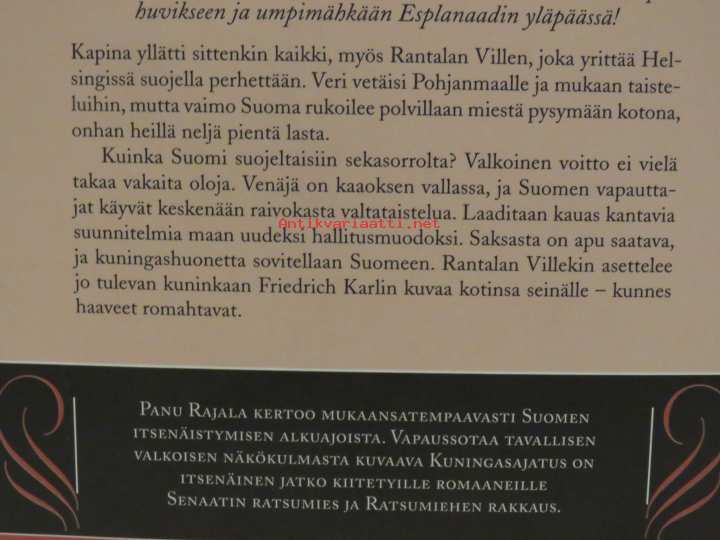 huvikseen ja umpimähkään Esplanaadin yläpäässä!
Kapina yllätti sittenkin kaikki, myös Rantalan Villen, joka yrittää Hel-
singissä suojella perhettään. Veri vetäisi Pohjanmaalle ja mukaan taiste-
luihin, mutta vaimo Suoma rukoilee polvillaan miestä pysymään kotona,
onhan heillä neljä pientä lasta.
Kuinka Suomi suojeltaisiin sekasorrolta? Valkoinen voitto ei vielä
takaa vakaita oloja. Venäjä on kaaoksen vallassa, ja Suomen vapautta-
jat käyvät keskenään raivokasta valtataistelua. Laaditaan kauas kantavia
Antikvariaatti.net
suunnitelmia maan uudeksi hallitusmuodoksi. Saksasta on apu saatava,
ja kuningashuonetta sovitellaan Suomeen. Rantalan Villekin asettelee
jo tulevan kuninkaan Friedrich Karlin kuvaa kotinsa seinälle – kunnes
haaveet romahtavat.
Panu Rajala kertoo mukaansatempaavasti Suomen
itsenäistymisen alkuajoista. Vapaussotaa tavallisen
valkoisen näkökulmasta kuvaava Kuningasajatus on
itsenäinen jatko kiitetyille romaaneille
Senaatin ratsumies ja Ratsumiehen rakkaus.